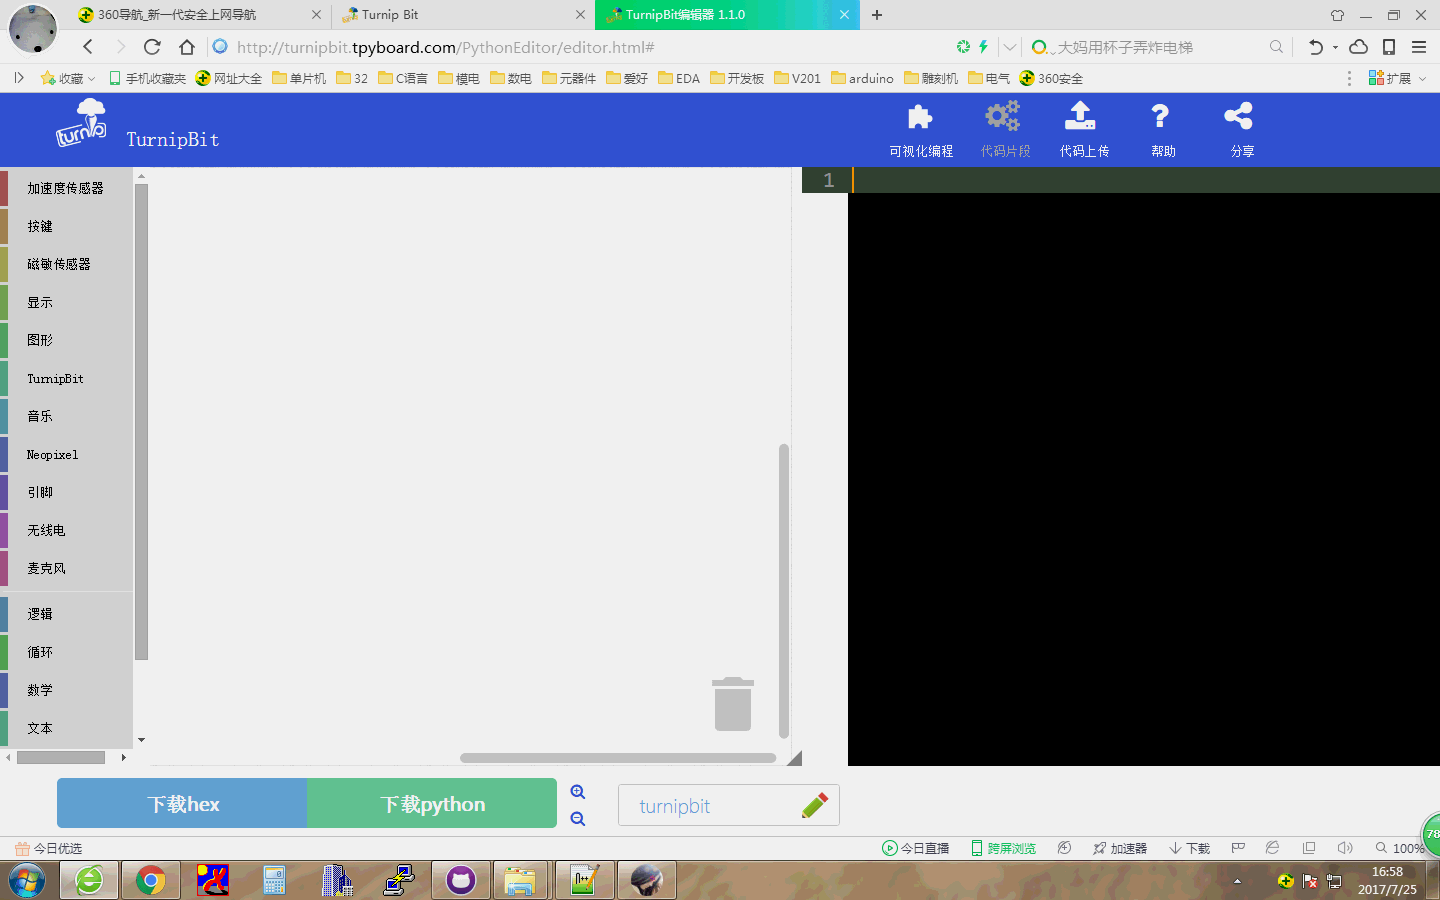 360导航_新一代安全上网导航
Turnip Bit
TurnipBit编辑器 1.1.0
http://turnipbit.tpyboard.com/PythonEditor/editor.html#
大妈用杯子弄炸电梯
收藏 手机收藏夹 网址大全 单片机 32 C语言 模电 数电 元器件 爱好 EDA 开发板 V201 arduino 雕刻机 电气 360安全 扩展
turnip
TurnipBit
可视化编程 代码片段 代码上传 帮助 分享
加速度传感器
按键
磁敏传感器
显示
图形
TurnipBit
音乐
Neopixel
引脚
无线电
麦克风
逻辑
循环
数学
文本
1
下载hex 下载python
turnipbit
78
今日优选
今日直播 跨屏浏览 加速器 下载 100%
16:58
2017/7/25